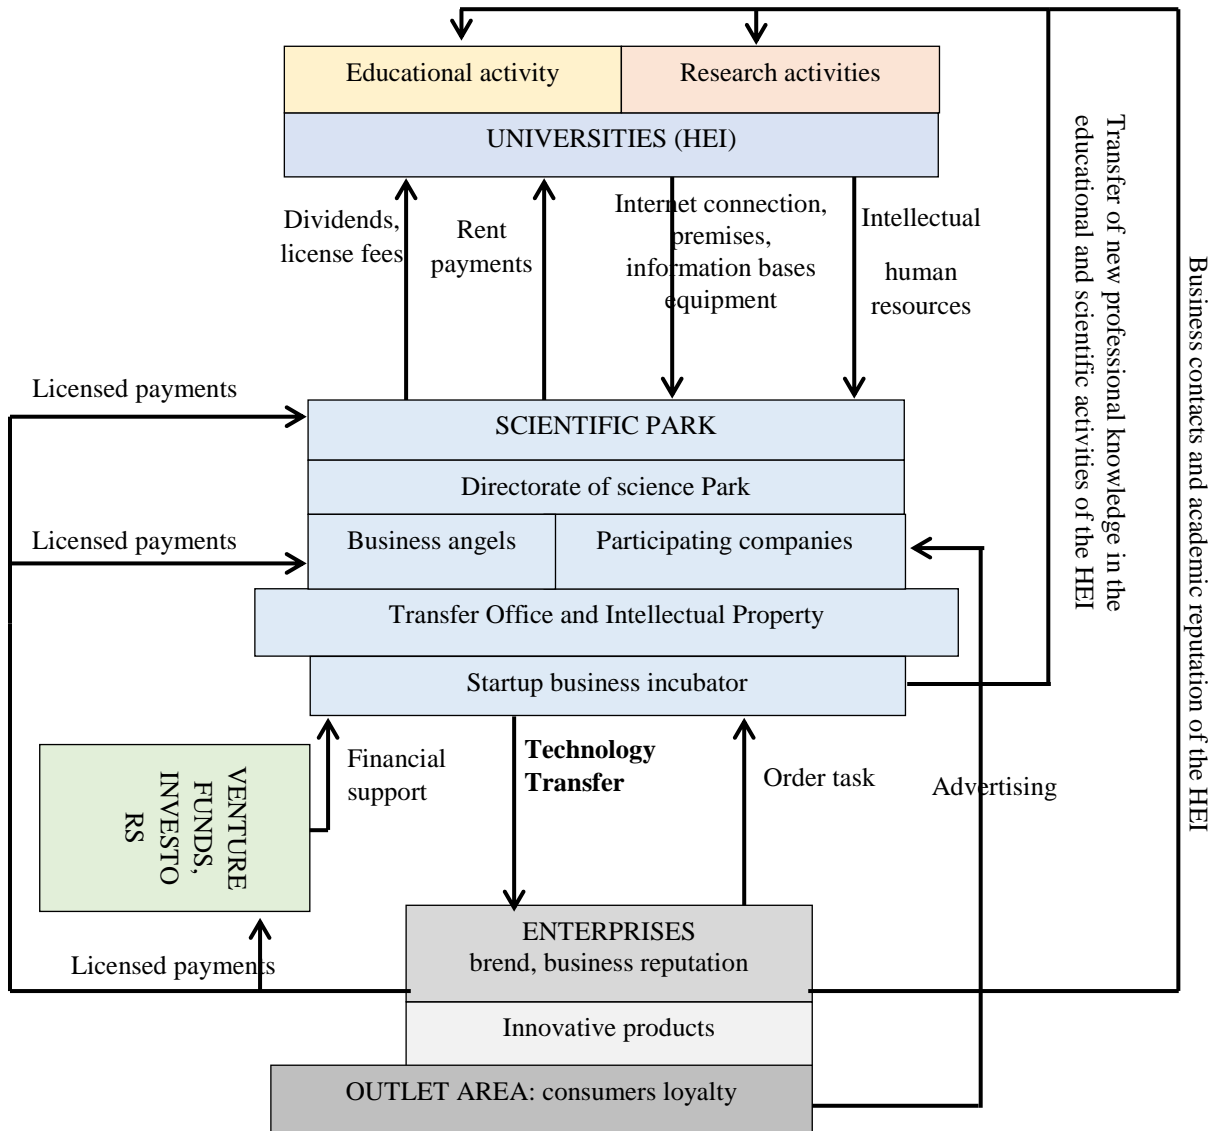 Educational activity
Research activities
UNIVERSITIES (HEI)
Dividends,
license fees
Rent
payments
Internet connection,
premises,
information bases
equipment
Intellectual
human
resources
Transfer of new professional knowledge in the
educational and scientific activities of the HEI
Business contacts and academic reputation of the HEI
Licensed payments
SCIENTIFIC PARK
Directorate of science Park
Licensed payments
Business angels
Participating companies
Transfer Office and Intellectual Property
Startup business incubator
VENTURE
FUNDS,
INVESTO
RS
Financial
support
Technology
Transfer
Order task
Advertising
Licensed payments
ENTERPRISES
brend, business reputation
Innovative products
OUTLET AREA: consumers loyalty